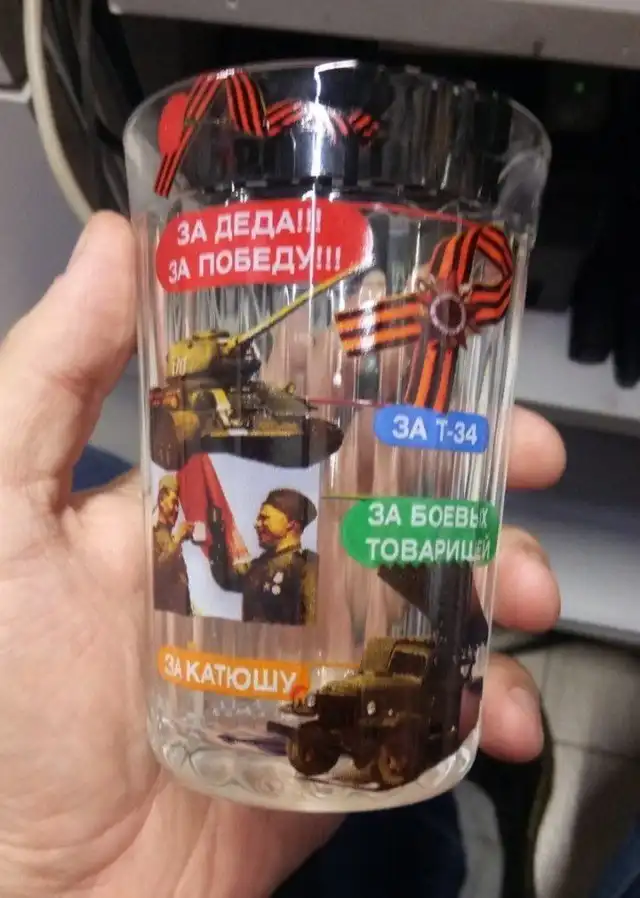 ЗА ДЕДА!!!
ЗА ПОБЕДУ!!!
ЗА Т-34
ЗА БОЕВЫХ
ТОВАРИЩЕЙ
ЗА КАТЮШУ